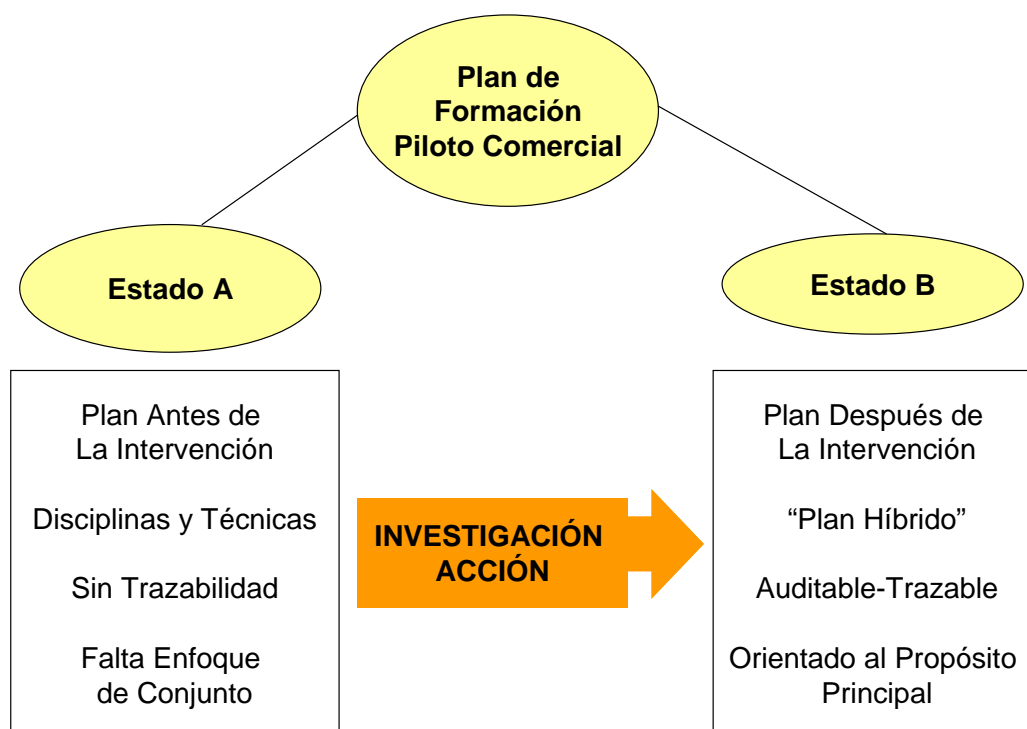 Plan de
Formación
Piloto Comercial
Estado A
Estado B
Plan Antes de
La Intervención
Disciplinas y Técnicas
Sin Trazabilidad
Falta Enfoque
de Conjunto
INVESTIGACIÓN
ACCIÓN
Plan Después de
La Intervención
“Plan Híbrido”
Auditable-Trazable
Orientado al Propósito
Principal